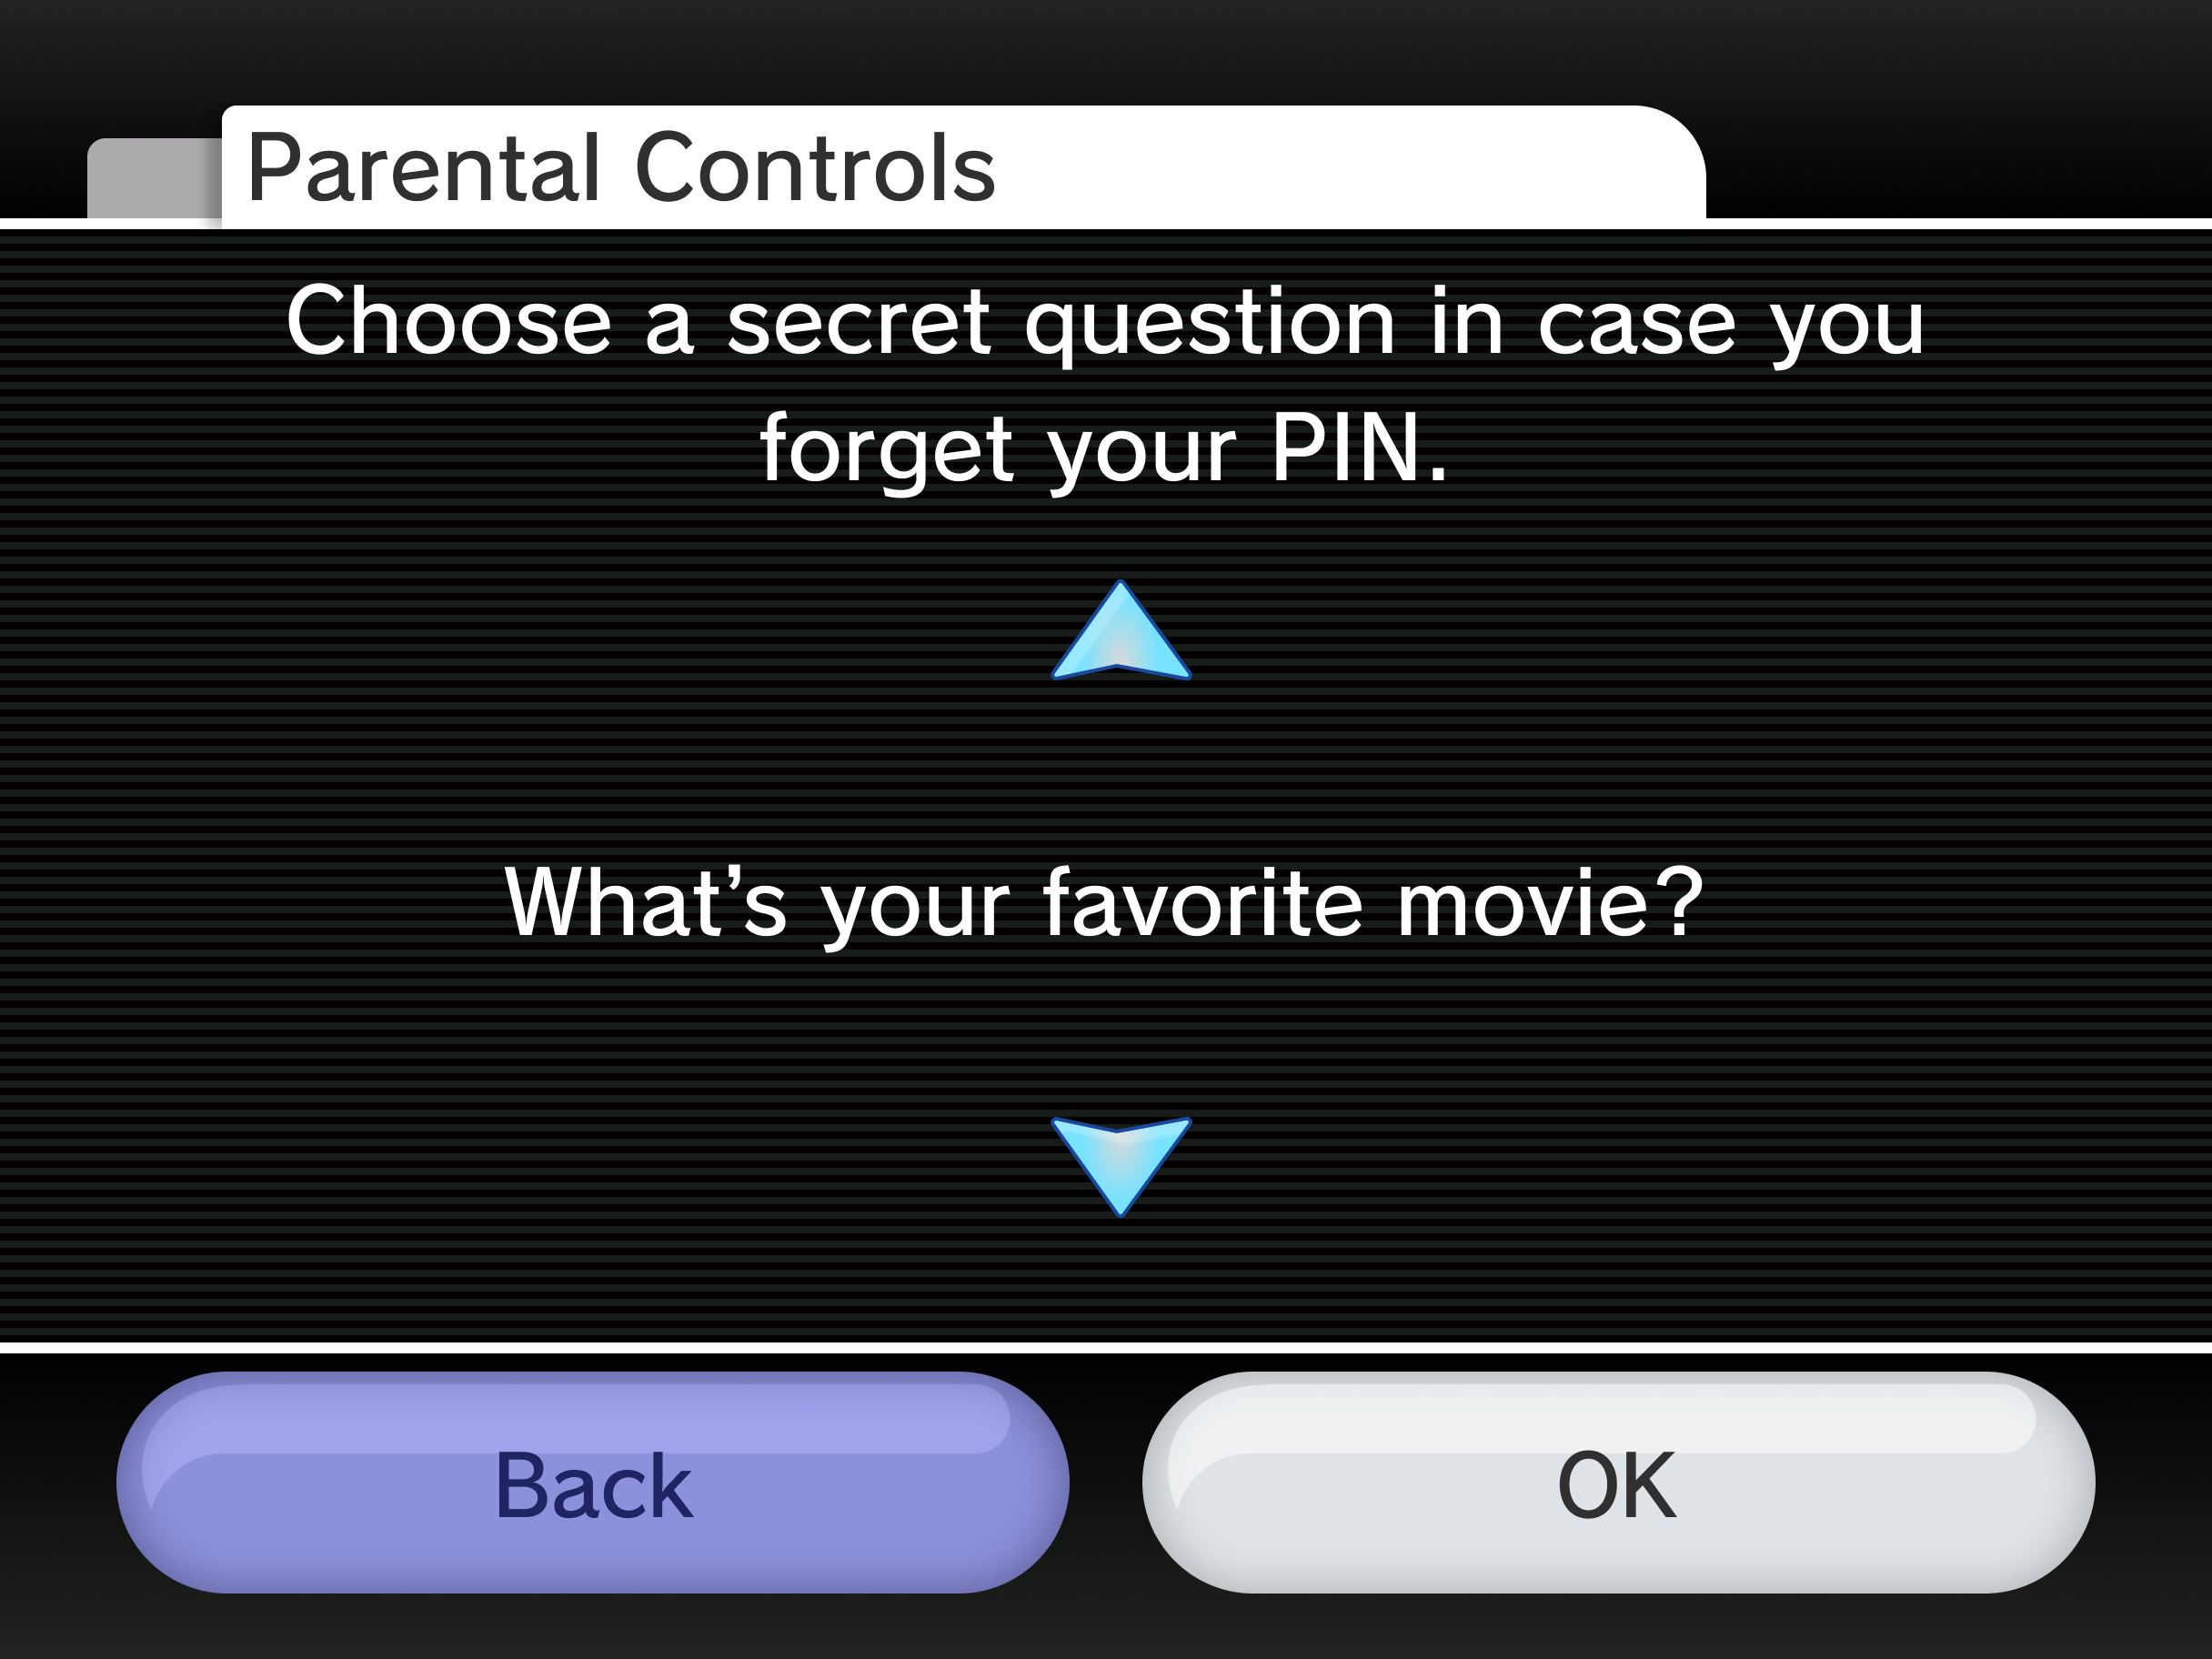 Parental Controls
Choose a secret question in case you
forget your PIN.
What’s your favorite movie?
Back
OK